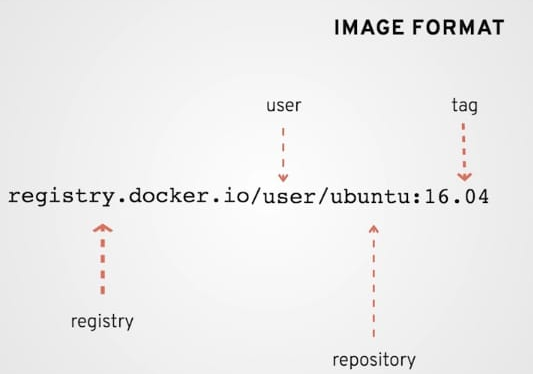 IMAGE FORMAT
user
tag
registry.docker.io/user/ubuntu:16.04
registry
repository